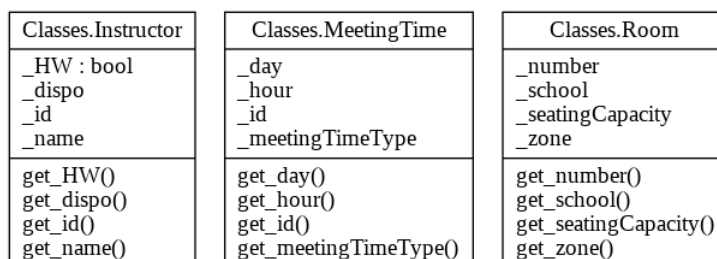 Classes.Instructor
_HW : bool
_dispo
_id
_name
get_HW()
get_dispo()
get_id()
get_name()
Classes.MeetingTime
_day
_hour
_id
_meetingTimeType
get_day()
get_hour()
get_id()
get_meetingTimeType()
Classes.Room
_number
_school
_seatingCapacity
_zone
get_number()
get_school()
get_seatingCapacity()
get_zone()